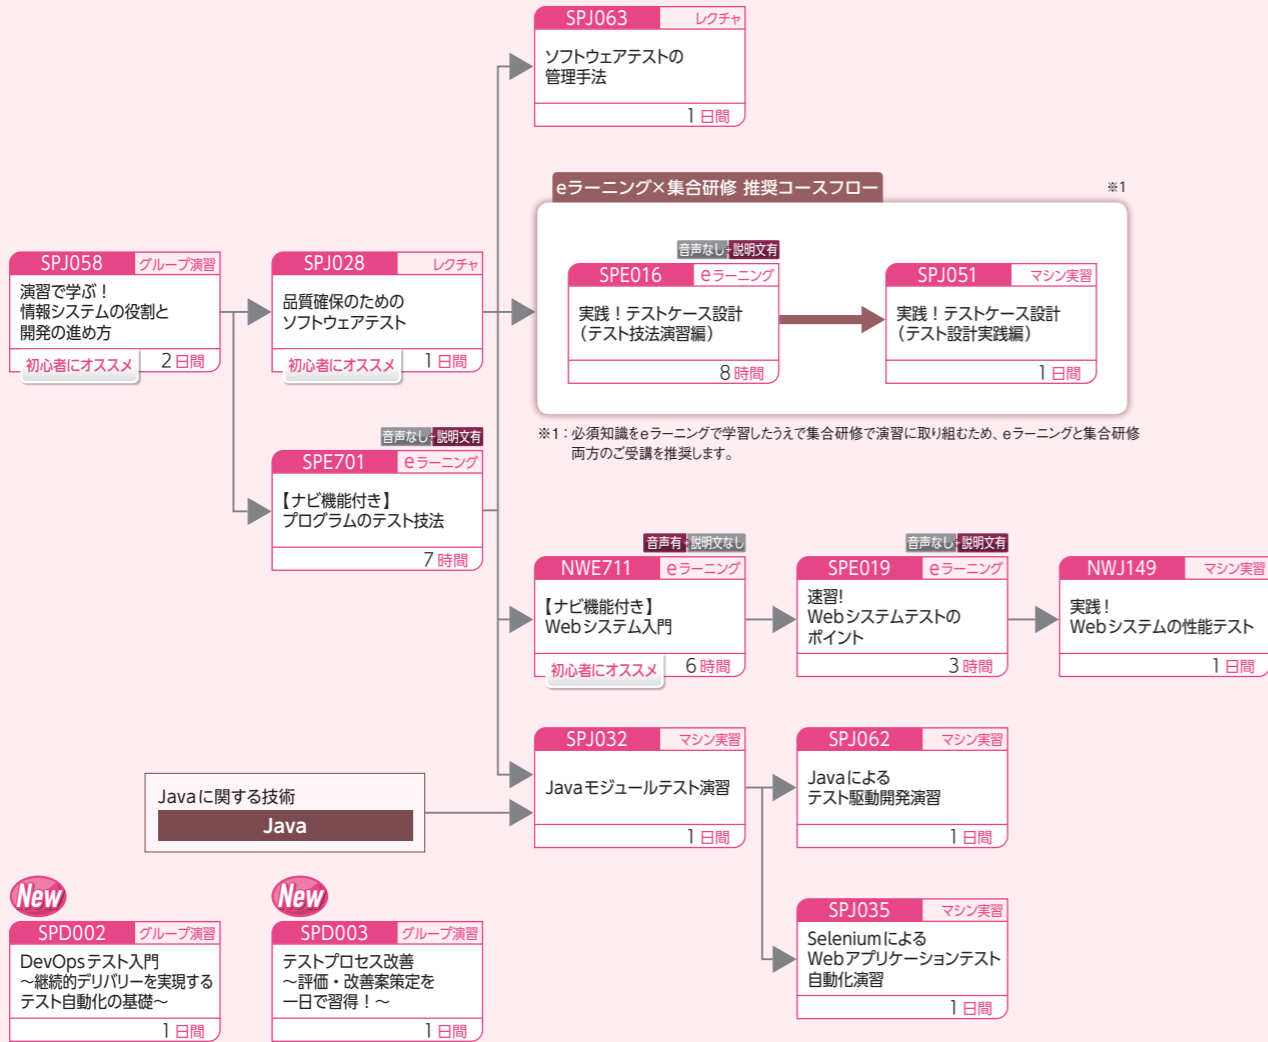 SPJ063 レクチャ
ソフトウェアテストの
管理手法
1日間
eラーニング×集合研修 推奨コースフロー
※1
音声なし+説明文有
SPE016 eラーニング
実践！テストケース設計
（テスト技法演習編）
8時間
SPJ051 マシン実習
実践！テストケース設計
（テスト設計実践編）
1日間
※1：必須知識をeラーニングで学習したうえで集合研修で演習に取り組むため、eラーニングと集合研修
両方のご受講を推奨します。
SPJ058 グループ演習
演習で学ぶ！
情報システムの役割と
開発の進め方
初心者にオススメ 2日間
SPJ028 レクチャ
品質確保のための
ソフトウェアテスト
初心者にオススメ 1日間
音声なし+説明文有
SPE701 eラーニング
【ナビ機能付き】
プログラムのテスト技法
7時間
音声有+説明文なし
NWE711 eラーニング
【ナビ機能付き】
Webシステム入門
初心者にオススメ 6時間
音声なし+説明文有
SPE019 eラーニング
速習!
Webシステムテストの
ポイント
3時間
NWJ149 マシン実習
実践！
Webシステムの性能テスト
1日間
Javaに関する技術
Java
SPJ032 マシン実習
Javaモジュールテスト演習
1日間
SPJ062 マシン実習
Javaによる
テスト駆動開発演習
1日間
SPJ035 マシン実習
Seleniumによる
Webアプリケーションテスト
自動化演習
1日間
New
SPD002 グループ演習
DevOpsテスト入門
～継続的デリバリーを実現する
テスト自動化の基礎～
1日間
New
SPD003 グループ演習
テストプロセス改善
～評価・改善案策定を
一日で習得！～
1日間